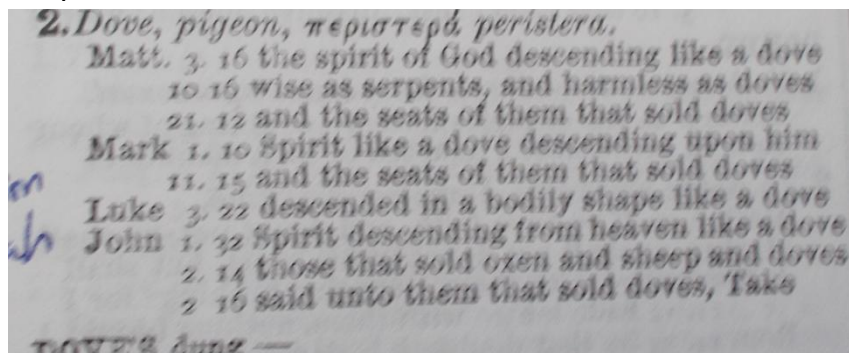 2. Dove, pigeon, περιστερά peristera.
Matt. 3. 16 the spirit of God descending like a dove
10 16 wise as serpents, and harmless as doves
21. 12 and the seats of them that sold doves
Mark 1. 10 Spirit like a dove descending upon him
11. 15 and the seats of them that sold doves
Luke 3. 22 descended in a bodily shape like a dove
John 1. 32 Spirit descending from heaven like a dove
2. 14 those that sold oxen and sheep and doves
2 16 said unto them that sold doves, Take
DOVE'S dung —